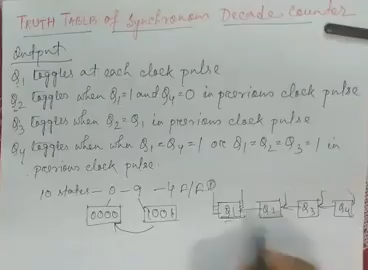 TRUTH TABLE of Synchronous Decade Counter
Output
Q1 toggles at each clock pulse
Q2 toggles when Q1=1 and Q4=0 in previous clock pulse
Q3 toggles when Q2=Q1 in previous clock pulse
Q4 toggles when whn Q1=Q4=1 or Q1=Q2=Q3=1 in
previous clock pulse.
10 states - 0 - 9 - 4 F/F
0000 1001 Q1 Q2 Q3 Q4